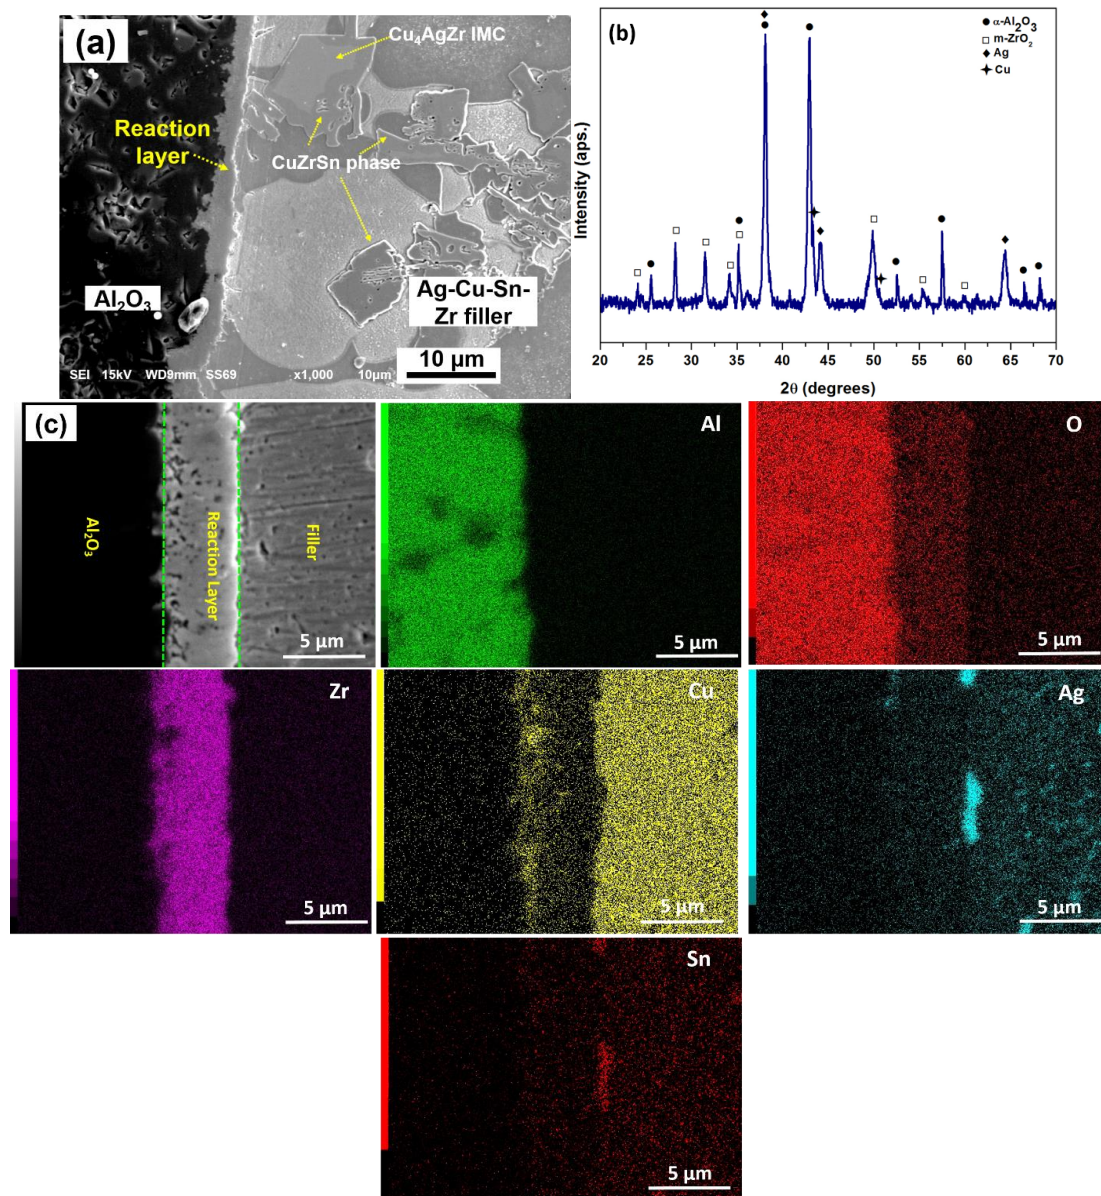 (a)
Cu₄AgZr IMC
Reaction
layer
CuZrSn phase
Al₂O₃
Ag-Cu-Sn-
Zr filler
10 μm
SEI 15kV WD9mm SS69 x1,000 10μm
(b)
α-Al₂O₃
m-ZrO₂
Ag
Cu
Intensity (aps.)
20 25 30 35 40 45 50 55 60 65 70
2θ (degrees)
(c)
Al₂O₃
Reaction Layer
Filler
5 μm
Al
5 μm
O
5 μm
Zr
5 μm
Cu
5 μm
Ag
5 μm
Sn
5 μm